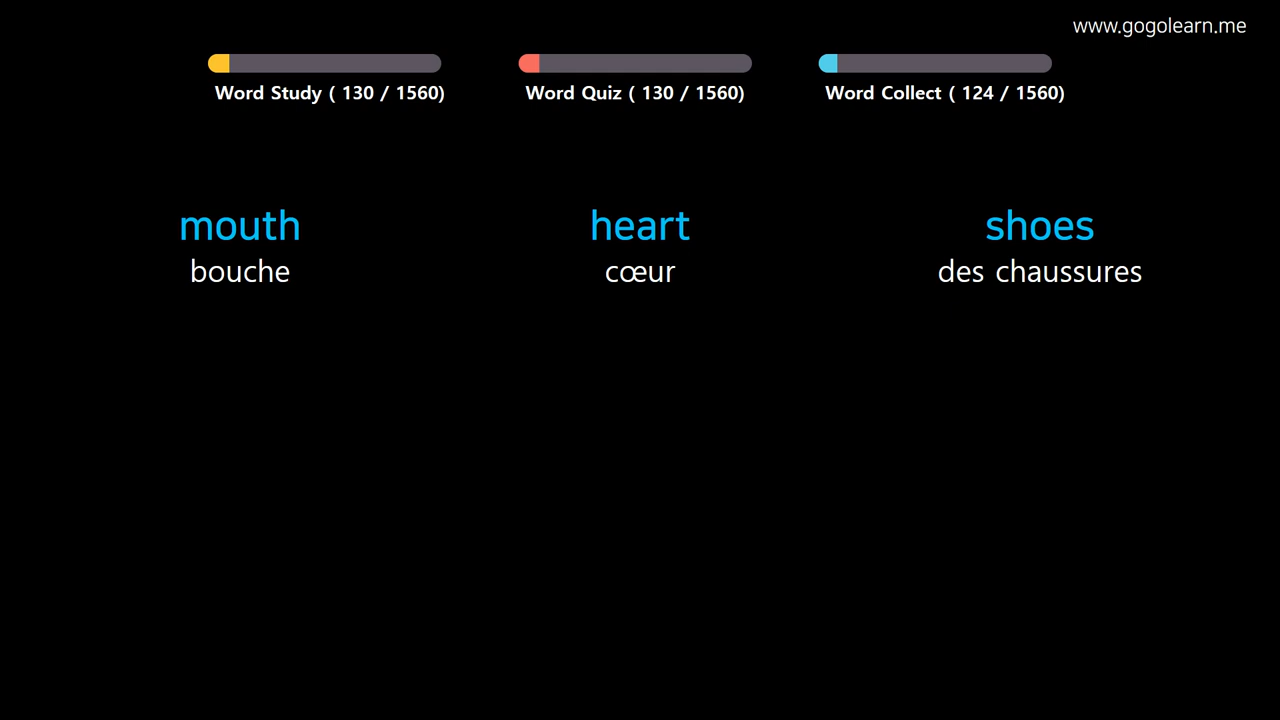 www.gogolearn.me
Word Study ( 130 / 1560)
Word Quiz ( 130 / 1560)
Word Collect ( 124 / 1560)
mouth
bouche
heart
cœur
shoes
des chaussures